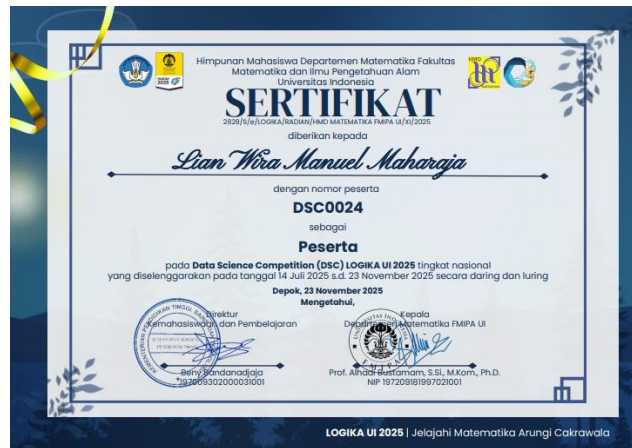 Himpunan Mahasiswa Departemen Matematika Fakultas
Matematika dan Ilmu Pengetahuan Alam
Universitas Indonesia
SERTIFIKAT
2828/S/e/LOGIKA/RADIAN/HMD MATEMATIKA FMIPA UI/XI/2025
diberikan kepada
Lian Wira Manuel Maharaja
dengan nomor peserta
DSC0024
sebagai
Peserta
pada Data Science Competition (DSC) LOGIKA UI 2025 tingkat nasional
yang diselenggarakan pada tanggal 14 Juli 2025 s.d. 23 November 2025 secara daring dan luring
Depok, 23 November 2025
Mengetahui,
Direktur
Kemahasiswaan dan Pembelajaran
Beny Bandanadjaja
197609302000031001
Kepala
Departemen Matematika FMIPA UI
Prof. Alhadi Bustamam, S.Si., M.Kom., Ph.D.
NIP 197209181997021001
LOGIKA UI 2025 | Jelajahi Matematika Arungi Cakrawala